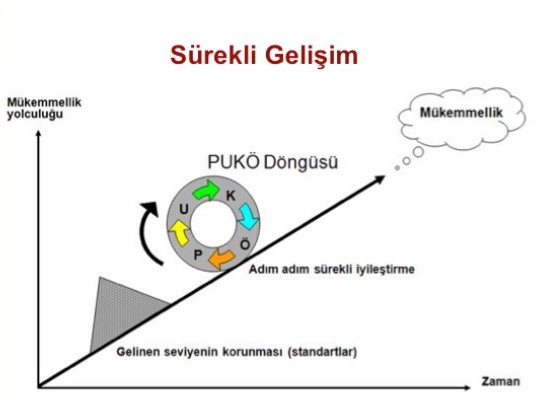 Sürekli Gelişim
Mükemmellik
yolculuğu
Mükemmellik
PUKÖ Döngüsü
U
K
P
Ö
Adım adım sürekli iyileştirme
Gelinen seviyenin korunması (standartlar)
Zaman